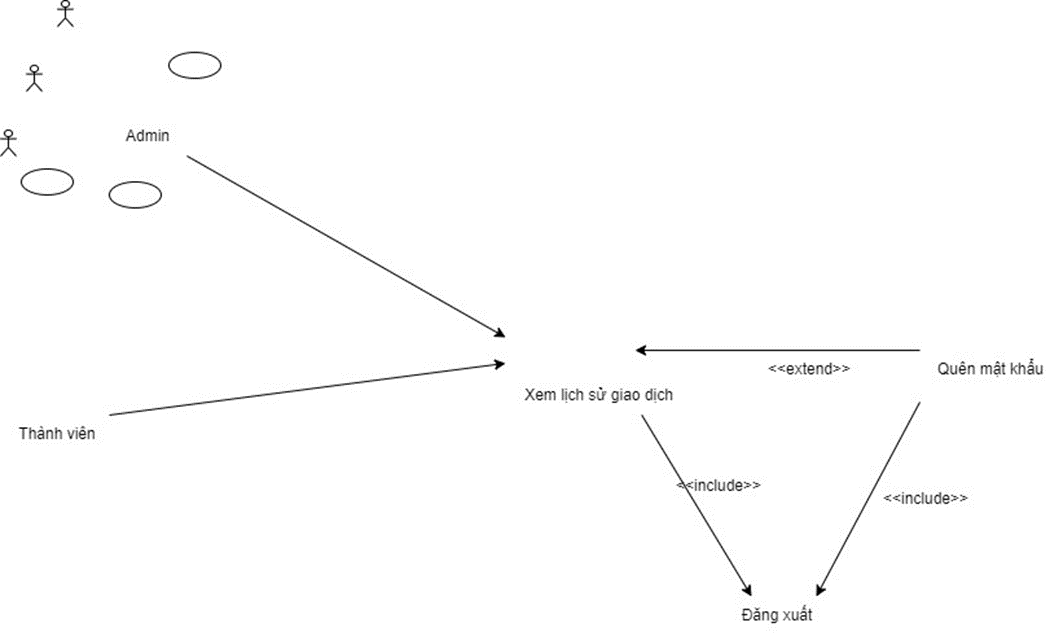 Admin
<<extend>>
Quên mật khẩu
Xem lịch sử giao dịch
Thành viên
<<include>>
<<include>>
Đăng xuất